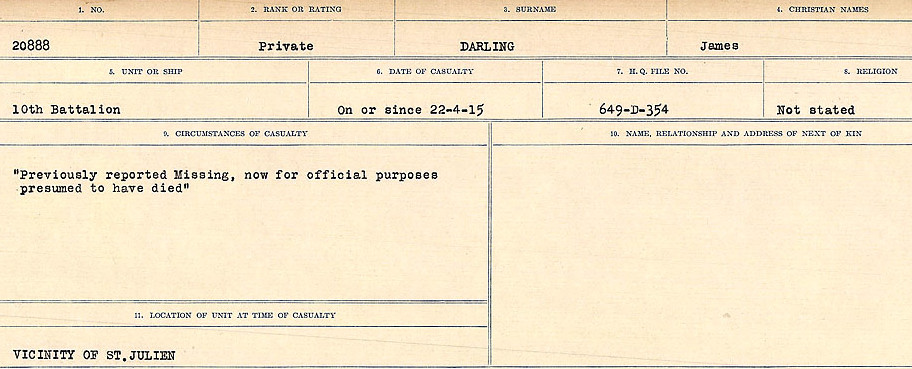 1. NO. 2. RANK OR RATING 3. SURNAME 4. CHRISTIAN NAMES
20888 Private DARLING James
5. UNIT OR SHIP 6. DATE OF CASUALTY 7. H.Q. FILE NO. 8. RELIGION
10th Battalion On or since 22-4-15 649-D-354 Not stated
9. CIRCUMSTANCES OF CASUALTY
"Previously reported Missing, now for official purposes
presumed to have died"
10. NAME, RELATIONSHIP AND ADDRESS OF NEXT OF KIN
11. LOCATION OF UNIT AT TIME OF CASUALTY
VICINITY OF ST.JULIEN